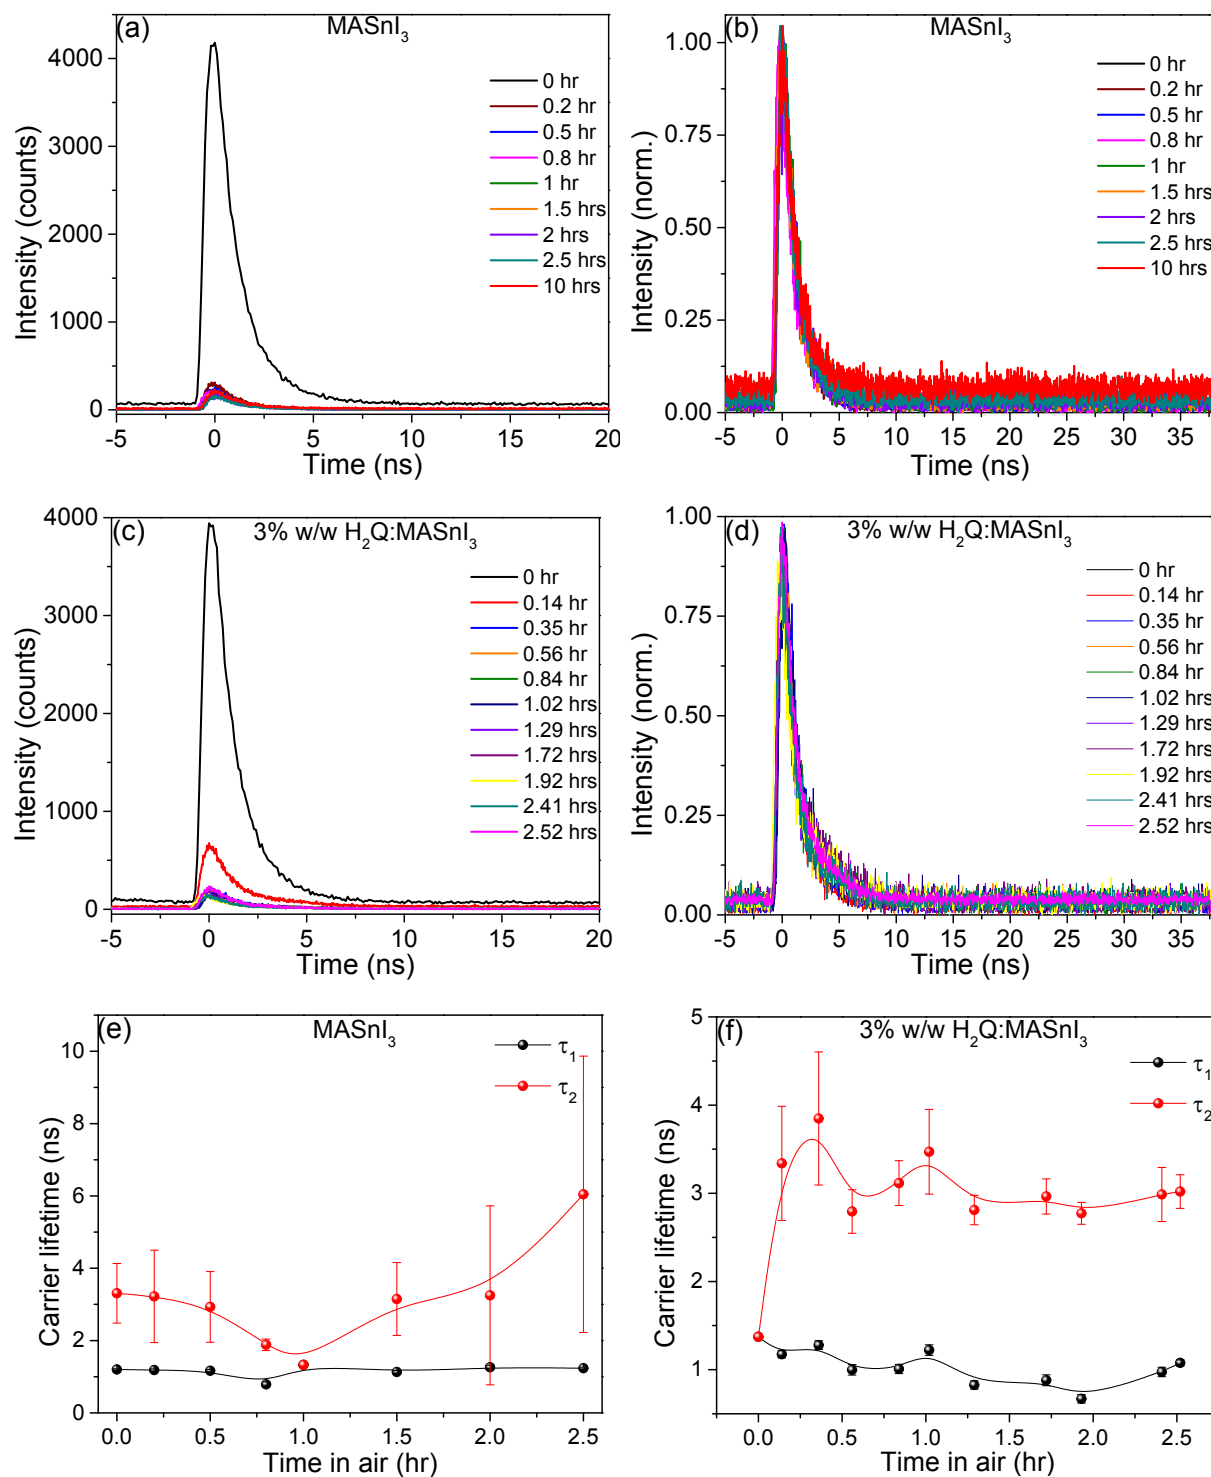 (a)
MASnI3
0 hr
0.2 hr
0.5 hr
0.8 hr
1 hr
1.5 hrs
2 hrs
2.5 hrs
10 hrs
Intensity (counts)
4000
3000
2000
1000
0
-5
0
5
10
15
20
Time (ns)
(b)
MASnI3
0 hr
0.2 hr
0.5 hr
0.8 hr
1 hr
1.5 hrs
2 hrs
2.5 hrs
10 hrs
Intensity (norm.)
1.00
0.75
0.50
0.25
0.00
-5
0
5
10
15
20
25
30
35
Time (ns)
(c)
3% w/w H2Q:MASnI3
0 hr
0.14 hr
0.35 hr
0.56 hr
0.84 hr
1.02 hrs
1.29 hrs
1.72 hrs
1.92 hrs
2.41 hrs
2.52 hrs
Intensity (counts)
4000
3000
2000
1000
0
-5
0
5
10
15
20
Time (ns)
(d)
3% w/w H2Q:MASnI3
0 hr
0.14 hr
0.35 hr
0.56 hr
0.84 hr
1.02 hrs
1.29 hrs
1.72 hrs
1.92 hrs
2.41 hrs
2.52 hrs
Intensity (norm.)
1.00
0.75
0.50
0.25
0.00
-5
0
5
10
15
20
25
30
35
Time (ns)
(e)
MASnI3
τ1
τ2
Carrier lifetime (ns)
10
8
6
4
2
0
0.0
0.5
1.0
1.5
2.0
2.5
Time in air (hr)
(f)
3% w/w H2Q:MASnI3
τ1
τ2
Carrier lifetime (ns)
5
4
3
2
1
0.0
0.5
1.0
1.5
2.0
2.5
Time in air (hr)